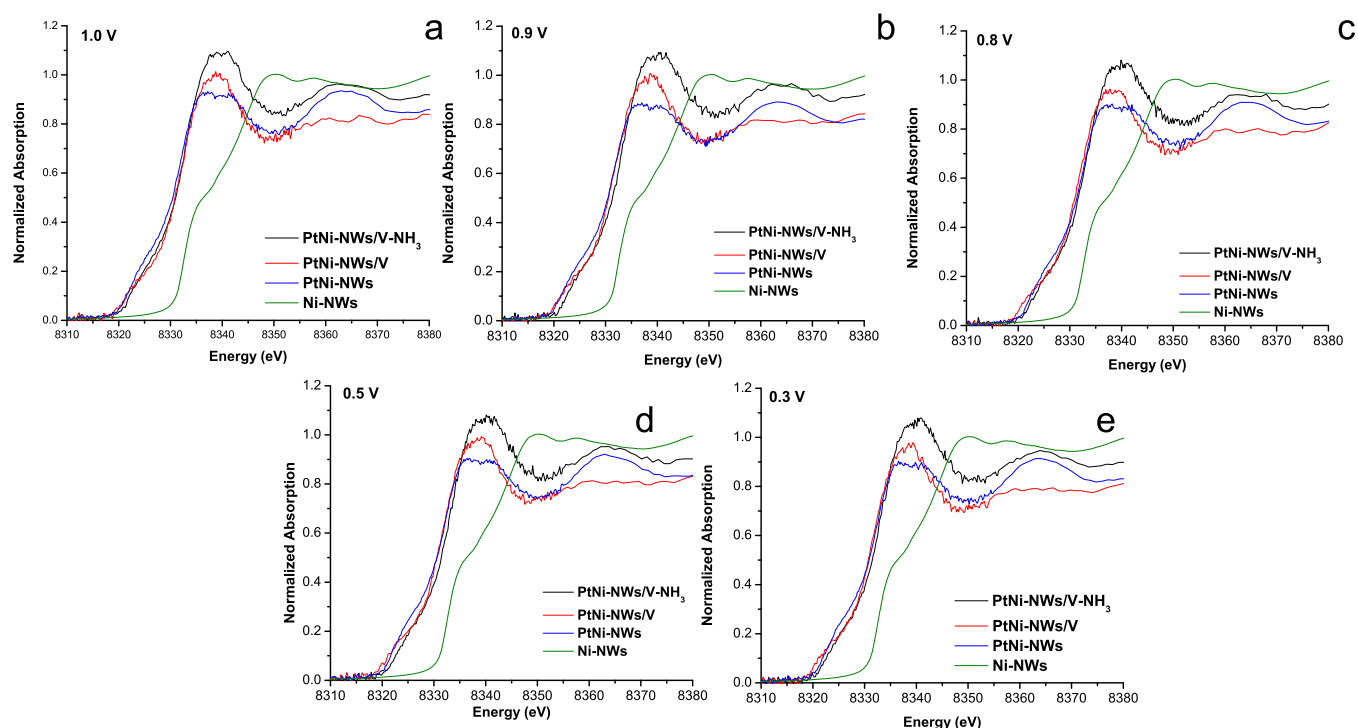 1.0 V
a
Normalized Absorption
1.2
1.0
0.8
0.6
0.4
0.2
0.0
PtNi-NWs/V-NH3
PtNi-NWs/V
PtNi-NWs
Ni-NWs
8310 8320 8330 8340 8350 8360 8370 8380
Energy (eV)
0.9 V
b
Normalized Absorption
1.2
1.0
0.8
0.6
0.4
0.2
0.0
PtNi-NWs/V-NH3
PtNi-NWs/V
PtNi-NWs
Ni-NWs
8310 8320 8330 8340 8350 8360 8370 8380
Energy (eV)
0.8 V
c
Normalized Absorption
1.2
1.0
0.8
0.6
0.4
0.2
0.0
PtNi-NWs/V-NH3
PtNi-NWs/V
PtNi-NWs
Ni-NWs
8310 8320 8330 8340 8350 8360 8370 8380
Energy (eV)
0.5 V
d
Normalized Absorption
1.2
1.0
0.8
0.6
0.4
0.2
0.0
PtNi-NWs/V-NH3
PtNi-NWs/V
PtNi-NWs
Ni-NWs
8310 8320 8330 8340 8350 8360 8370 8380
Energy (eV)
0.3 V
e
Normalized Absorption
1.2
1.0
0.8
0.6
0.4
0.2
0.0
PtNi-NWs/V-NH3
PtNi-NWs/V
PtNi-NWs
Ni-NWs
8310 8320 8330 8340 8350 8360 8370 8380
Energy (eV)